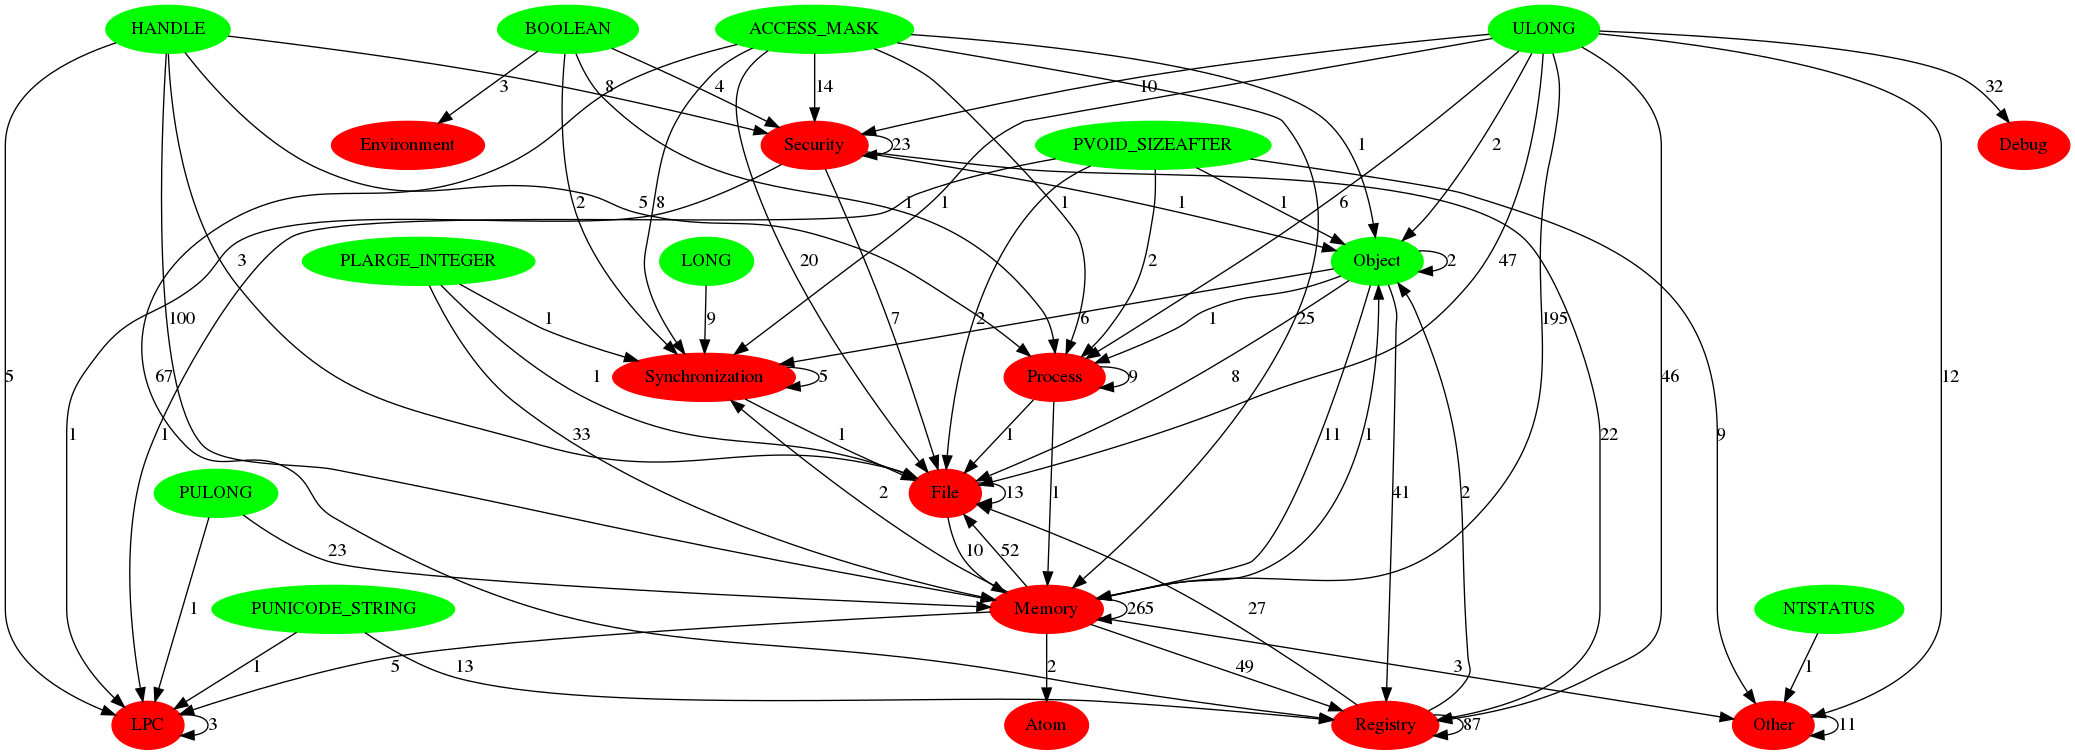 HANDLE BOOLEAN ACCESS_MASK ULONG
3 4 8 14 10 32
Environment Security 23 PVOID_SIZEAFTER Debug
1 2
2 8 5 1 1 1 1 1 6
3 PLARGE_INTEGER LONG 20 2 Object 2 47
100 1 9 7 2 6 1 25 195
5 67 1 Synchronization 5 Process 9 8 46 12
1 1 33 1 1 11 1 22 9
PULONG File 13 1 41 2
23 10 52
1 PUNICODE_STRING Memory 265 27 NTSTATUS
1 13 5 2 49 3 1
LPC 3 Atom Registry 87 Other 11